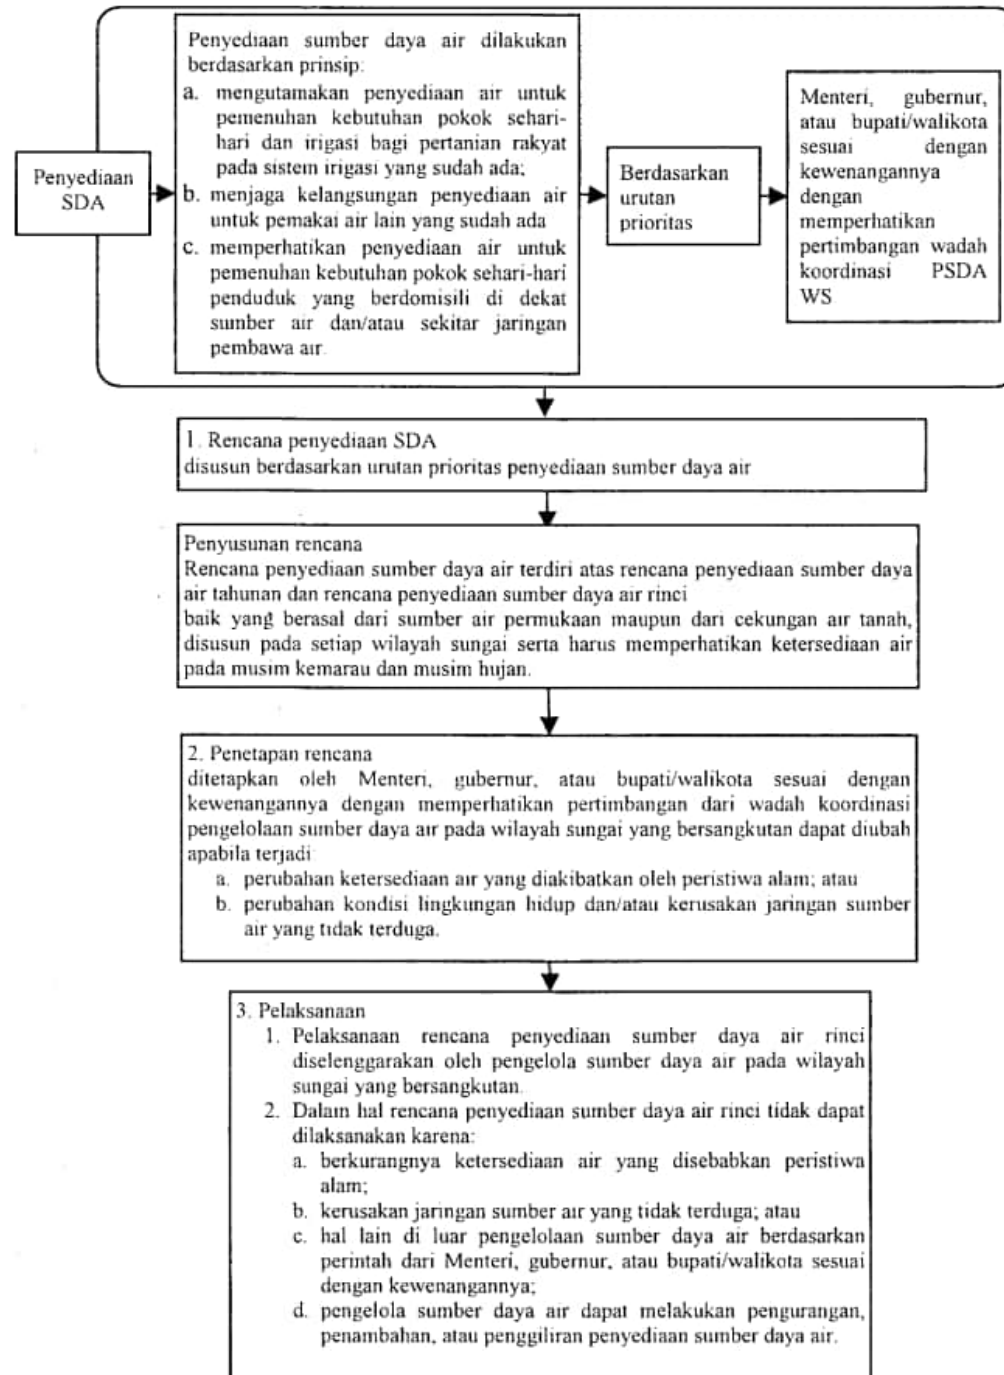 Penyediaan
SDA
Penyediaan sumber daya air dilakukan
berdasarkan prinsip:
a. mengutamakan penyediaan air untuk
pemenuhan kebutuhan pokok sehari-
hari dan irigasi bagi pertanian rakyat
pada sistem irigasi yang sudah ada;
b. menjaga kelangsungan penyediaan air
untuk pemakai air lain yang sudah ada
c. memperhatikan penyediaan air untuk
pemenuhan kebutuhan pokok sehari-hari
penduduk yang berdomisili di dekat
sumber air dan/atau sekitar jaringan
pembawa air.
Berdasarkan
urutan
prioritas
Menteri, gubernur,
atau bupati/walikota
sesuai dengan
kewenangannya
dengan
memperhatikan
pertimbangan wadah
koordinasi PSDA
WS
1. Rencana penyediaan SDA
disusun berdasarkan urutan prioritas penyediaan sumber daya air
Penyusunan rencana
Rencana penyediaan sumber daya air terdiri atas rencana penyediaan sumber daya
air tahunan dan rencana penyediaan sumber daya air rinci
baik yang berasal dari sumber air permukaan maupun dari cekungan air tanah,
disusun pada setiap wilayah sungai serta harus memperhatikan ketersediaan air
pada musim kemarau dan musim hujan.
2. Penetapan rencana
ditetapkan oleh Menteri, gubernur, atau bupati/walikota sesuai dengan
kewenangannya dengan memperhatikan pertimbangan dari wadah koordinasi
pengelolaan sumber daya air pada wilayah sungai yang bersangkutan dapat diubah
apabila terjadi
a. perubahan ketersediaan air yang diakibatkan oleh peristiwa alam; atau
b. perubahan kondisi lingkungan hidup dan/atau kerusakan jaringan sumber
air yang tidak terduga.
3. Pelaksanaan
1. Pelaksanaan rencana penyediaan sumber daya air rinci
diselenggarakan oleh pengelola sumber daya air pada wilayah
sungai yang bersangkutan.
2. Dalam hal rencana penyediaan sumber daya air rinci tidak dapat
dilaksanakan karena:
a. berkurangnya ketersediaan air yang disebabkan peristiwa
alam;
b. kerusakan jaringan sumber air yang tidak terduga; atau
c. hal lain di luar pengelolaan sumber daya air berdasarkan
perintah dari Menteri, gubernur, atau bupati/walikota sesuai
dengan kewenangannya;
d. pengelola sumber daya air dapat melakukan pengurangan,
penambahan, atau penggiliran penyediaan sumber daya air.